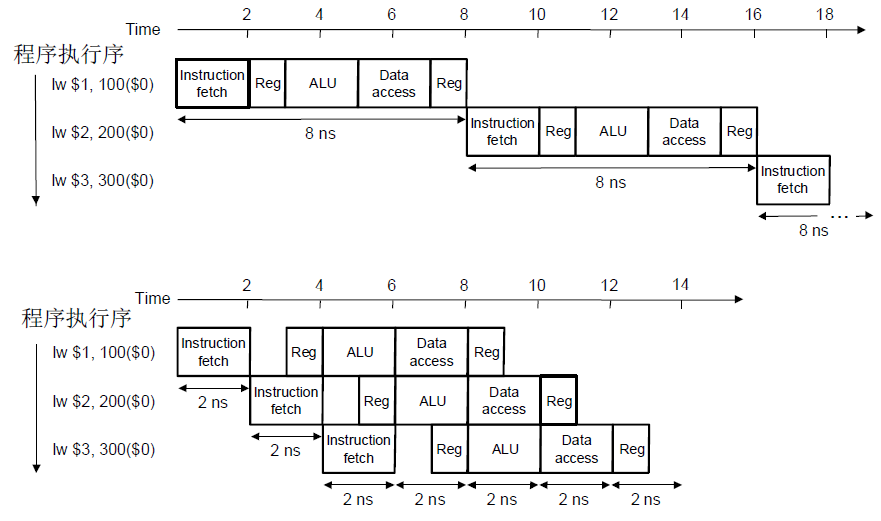 2 4 6 8 10 12 14 16 18
Time
程序执行序
lw $1, 100($0)
Instruction fetch
Reg
ALU
Data access
Reg
8 ns
lw $2, 200($0)
Instruction fetch
Reg
ALU
Data access
Reg
8 ns
lw $3, 300($0)
Instruction fetch
...
8 ns
2 4 6 8 10 12 14
Time
程序执行序
lw $1, 100($0)
Instruction fetch
Reg
ALU
Data access
Reg
2 ns
lw $2, 200($0)
Instruction fetch
Reg
ALU
Data access
Reg
2 ns
lw $3, 300($0)
Instruction fetch
Reg
ALU
Data access
Reg
2 ns 2 ns 2 ns 2 ns 2 ns